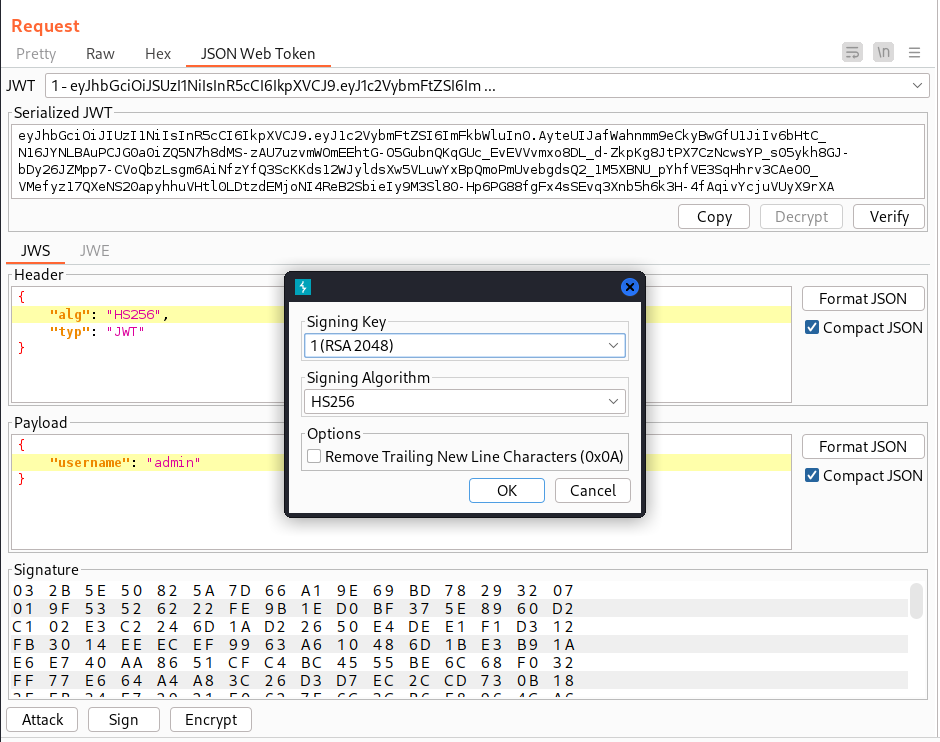 Request
Pretty Raw Hex JSON Web Token \n
JWT 1 - eyJhbGciOiJSUzI1NiIsInR5cCI6IkpXVCJ9.eyJ1c2VybmFtZSI6Im ...
Serialized JWT
eyJhbGciOiJIUzI1NiIsInR5cCI6IkpXVCJ9.eyJ1c2VybmFtZSI6ImFkbWluIn0.AyteUIJafWahnmm9eCkyBwGfU1JiIv6bHtC_
N16JYNLBAuPCJG0a0iZQ5N7h8dMS-zAU7uzvmWOmEEhtG-O5GubnQKqGUc_EvEVVvmxo8DL_d-ZkpKg8JtPX7CzNcwsYP_s05ykh8GJ-
bDy26JZMpp7-CVoQbzLsgm6AiNfzYfQ3ScKKds12WJyldsXw5VLuwYxBpQmoPmUvebgdsQ2_1M5XBNU_pYhfVE3SqHhrv3CAeO0_
VMefyz17QXeNS20apyhhuVHtl0LDtzdEMjoNI4ReB2SbieIy9M3Sl80-Hp6PG88fgFx4sSEvq3Xnb5h6k3H-4fAqivYcjuVUyX9rXA
Copy Decrypt Verify
JWS JWE
Header
{
"alg": "HS256",
"typ": "JWT"
}
Format JSON
Compact JSON
Signing Key
1 (RSA 2048)
Signing Algorithm
HS256
Options
Remove Trailing New Line Characters (0x0A)
OK Cancel
Payload
{
"username": "admin"
}
Format JSON
Compact JSON
Signature
03 2B 5E 50 82 5A 7D 66 A1 9E 69 BD 78 29 32 07
01 9F 53 52 62 22 FE 9B 1E D0 BF 37 5E 89 60 D2
C1 02 E3 C2 24 6D 1A D2 26 50 E4 DE E1 F1 D3 12
FB 30 14 EE EC EF 99 63 A6 10 48 6D 1B E3 B9 1A
E6 E7 40 AA 86 51 CF C4 BC 45 55 BE 6C 68 F0 32
FF 77 E6 64 A4 A8 3C 26 D3 D7 EC 2C CD 73 0B 18
Attack Sign Encrypt